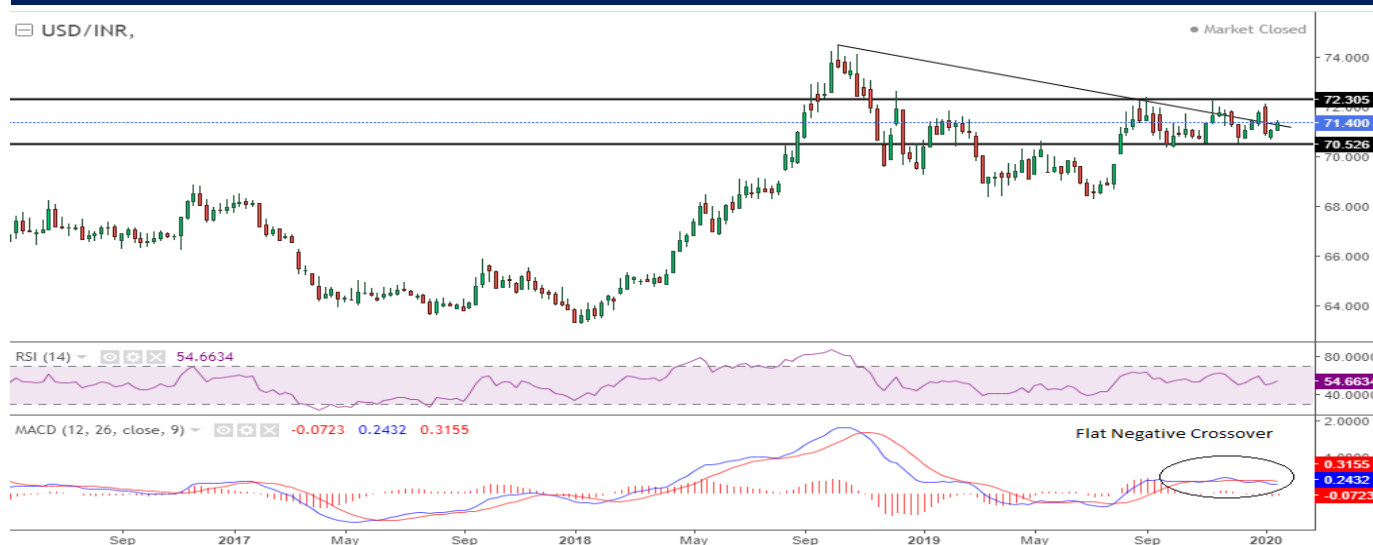 USD/INR,
Market Closed
74.000
72.305
71.400
70.526
70.000
68.000
66.000
64.000
RSI (14) 54.6634
80.0000
54.6634
40.0000
MACD (12, 26, close, 9) -0.0723 0.2432 0.3155
2.0000
Flat Negative Crossover
0.3155
0.2432
-0.0723
Sep 2017 May Sep 2018 May Sep 2019 May Sep 2020